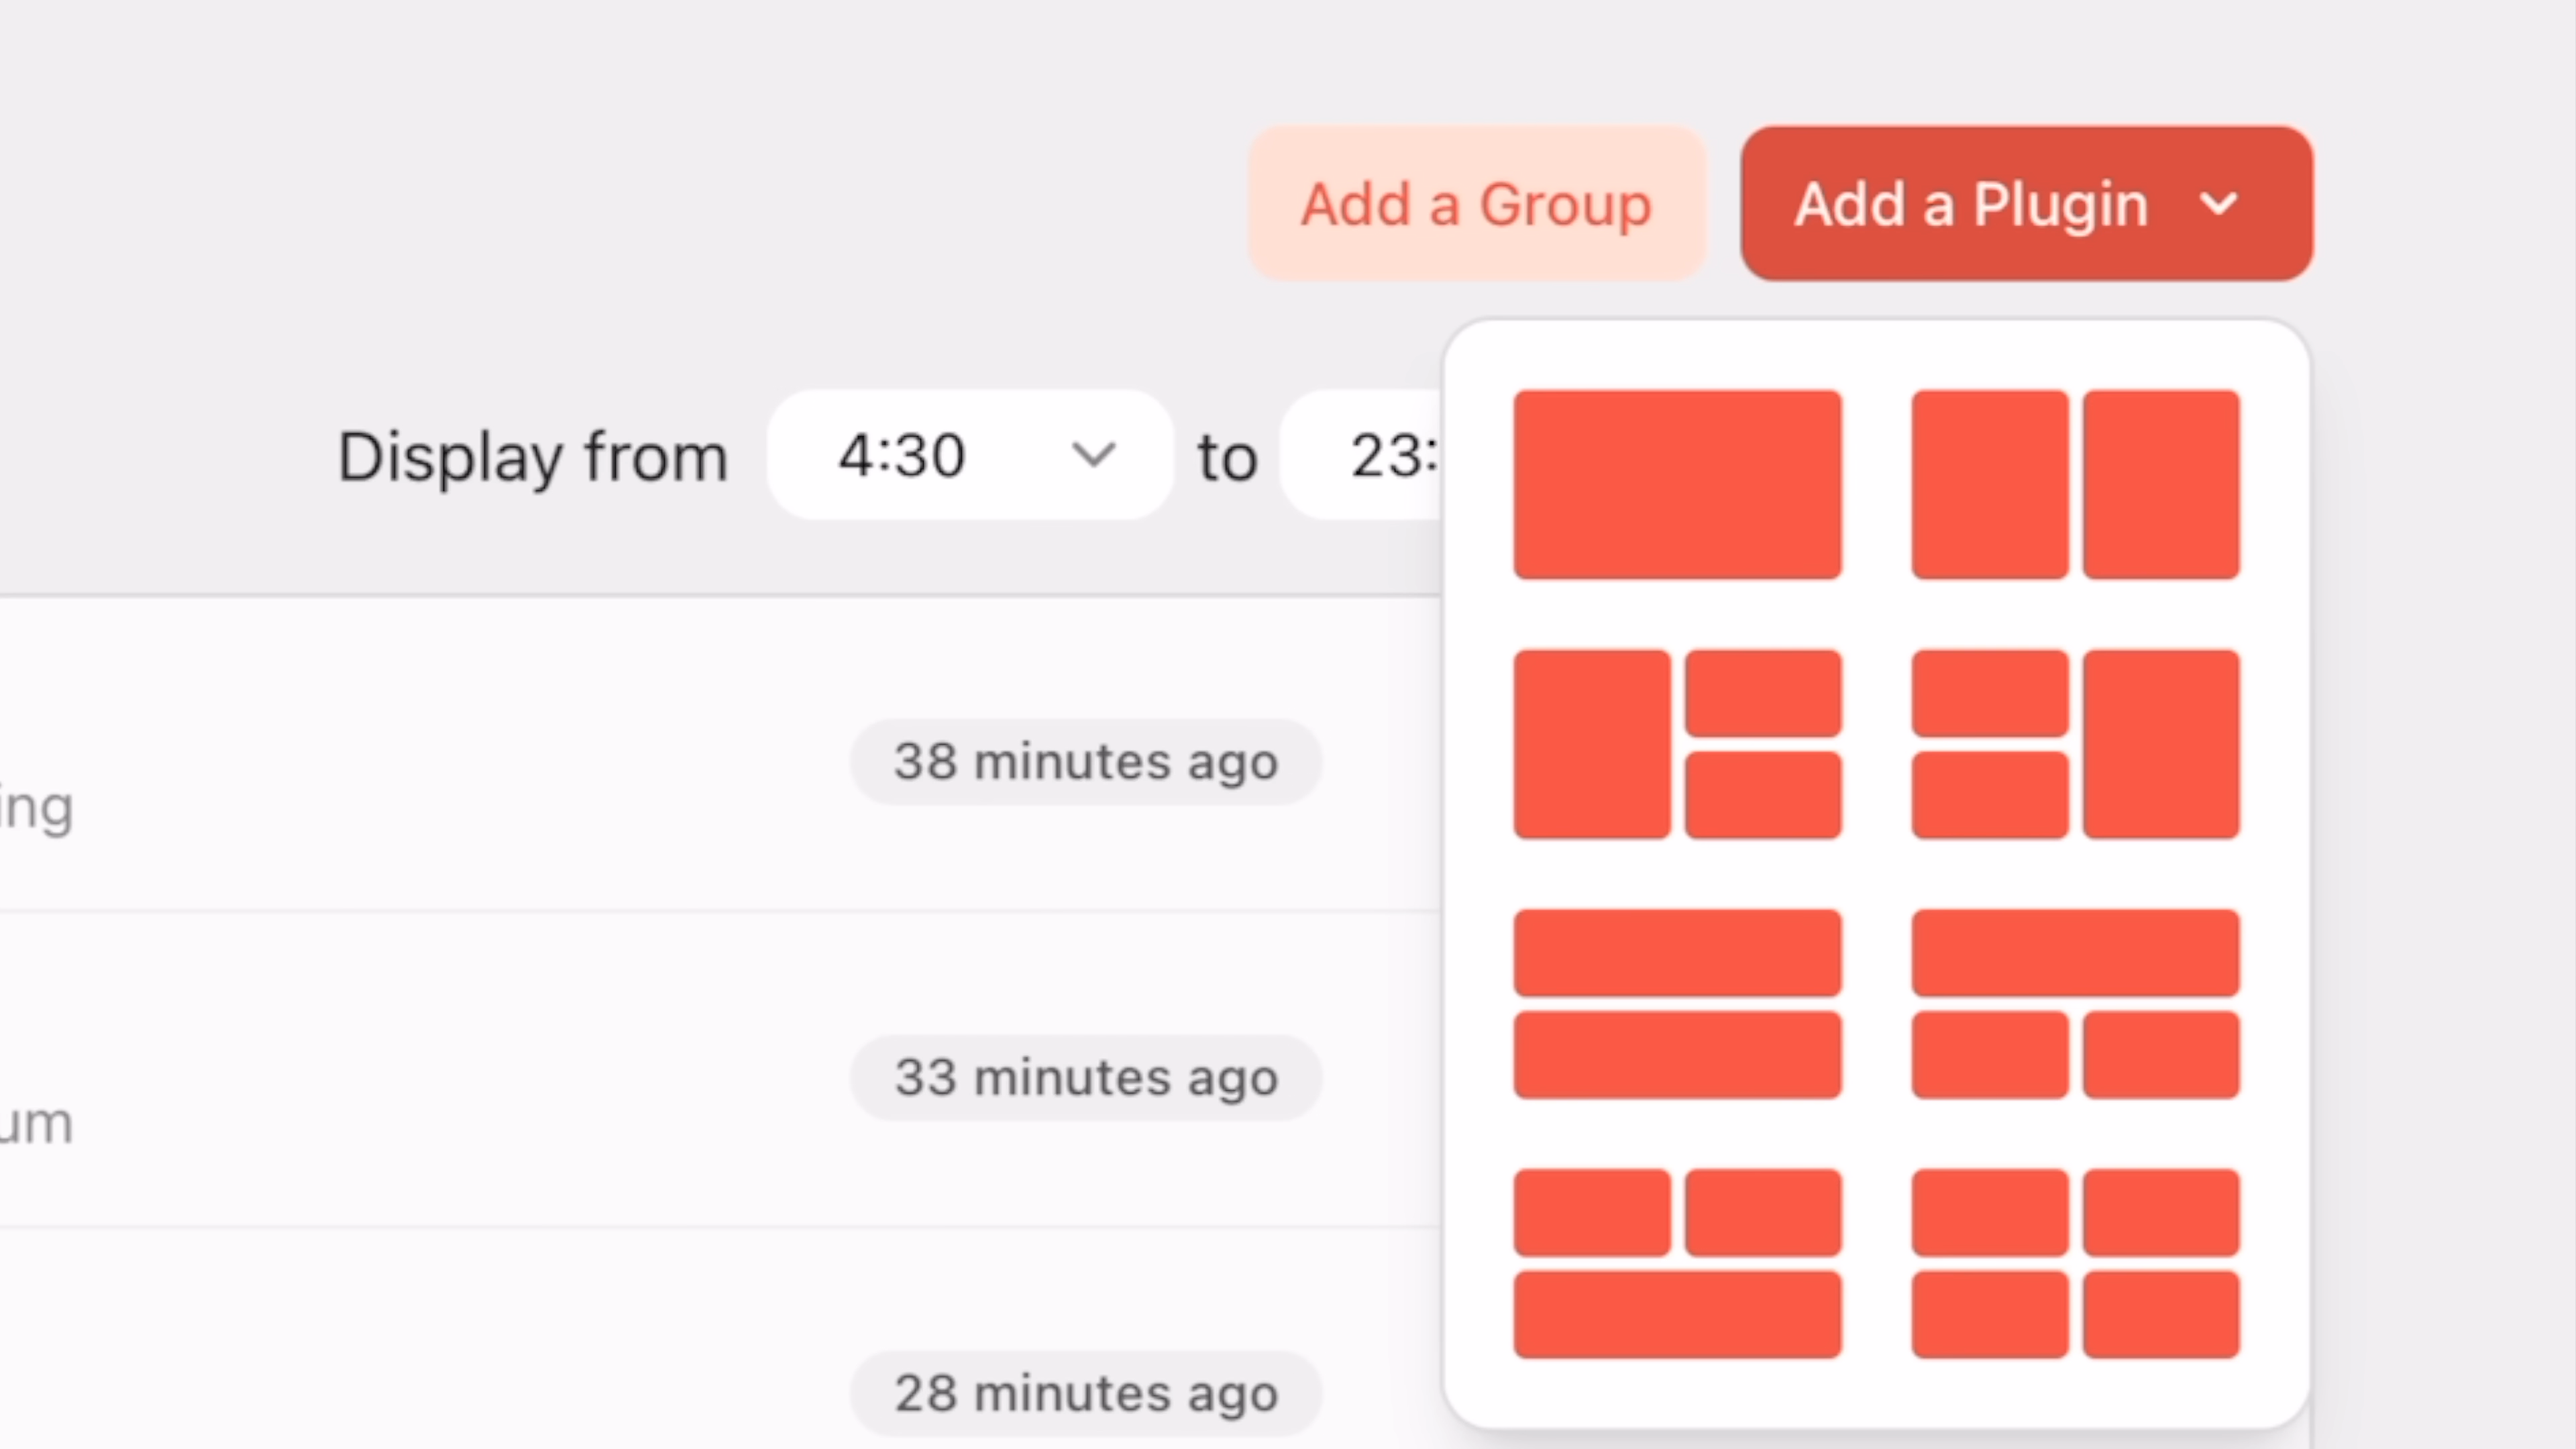 Add a Group
Add a Plugin
Display from 4:30 to 23:
38 minutes ago
ing
33 minutes ago
um
28 minutes ago